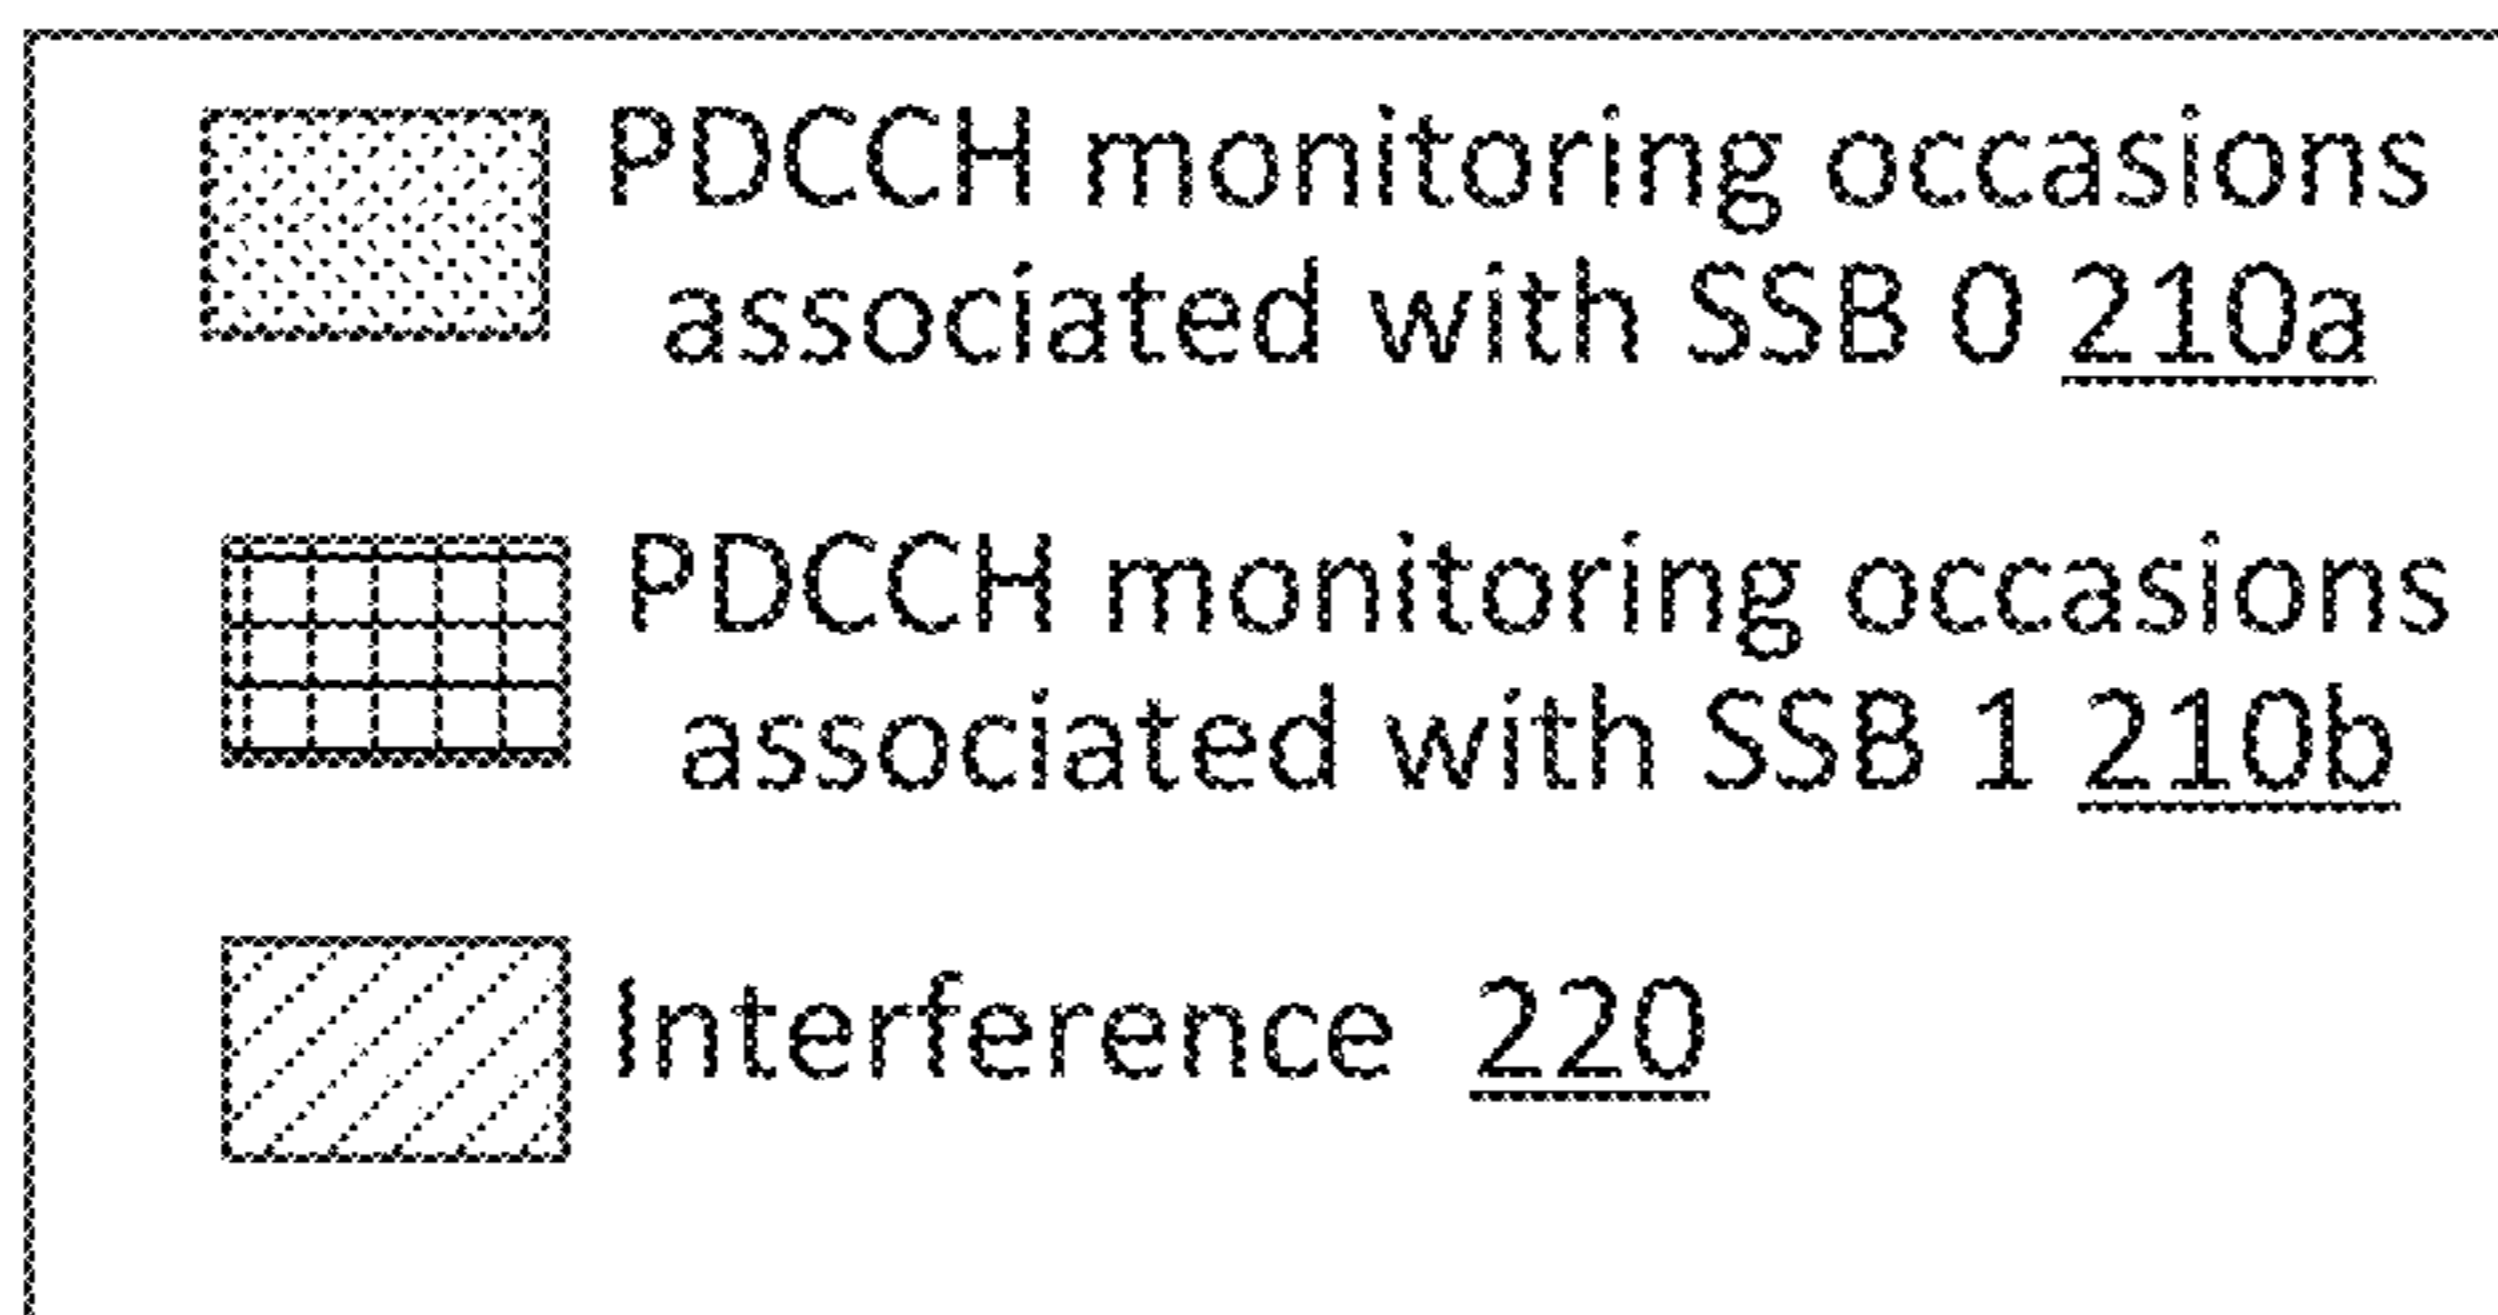 PDCCH monitoring occasions
associated with SSB 0 210a
PDCCH monitoring occasions
associated with SSB 1 210b
Interference 220